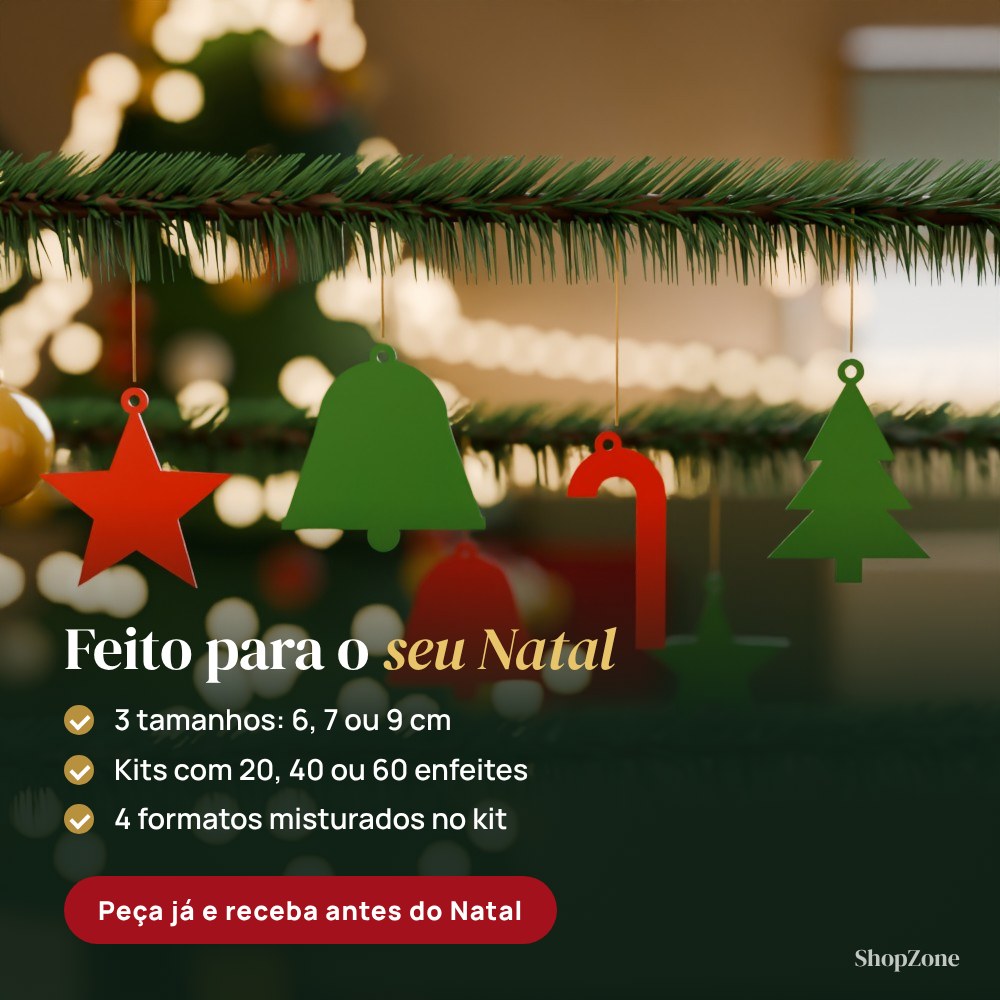 Feito para o seu Natal
3 tamanhos: 6, 7 ou 9 cm
Kits com 20, 40 ou 60 enfeites
4 formatos misturados no kit
Peça já e receba antes do Natal
ShopZone